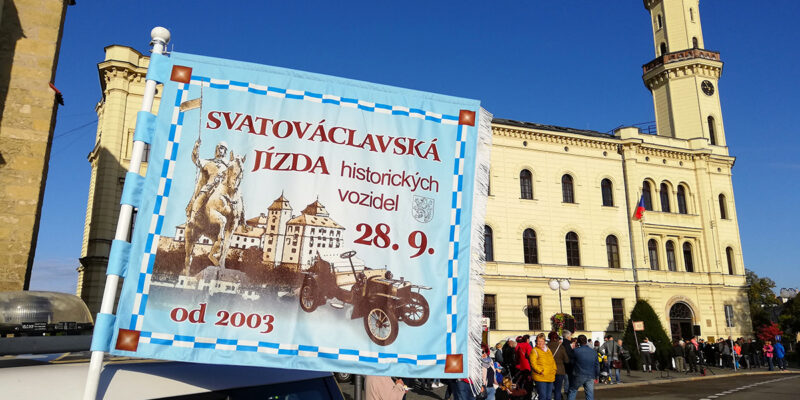 SVATOVÁCLAVSKÁ
JÍZDA historických
vozidel
28. 9.
od 2003